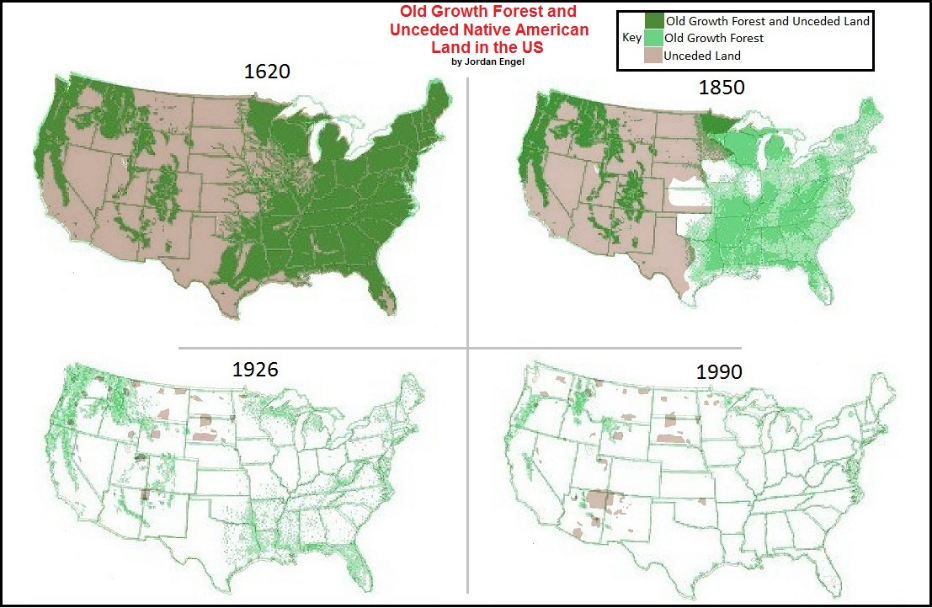 Old Growth Forest and
Unceded Native American
Land in the US
by Jordan Engel
Key
Old Growth Forest and Unceded Land
Old Growth Forest
Unceded Land
1620
1850
1926
1990